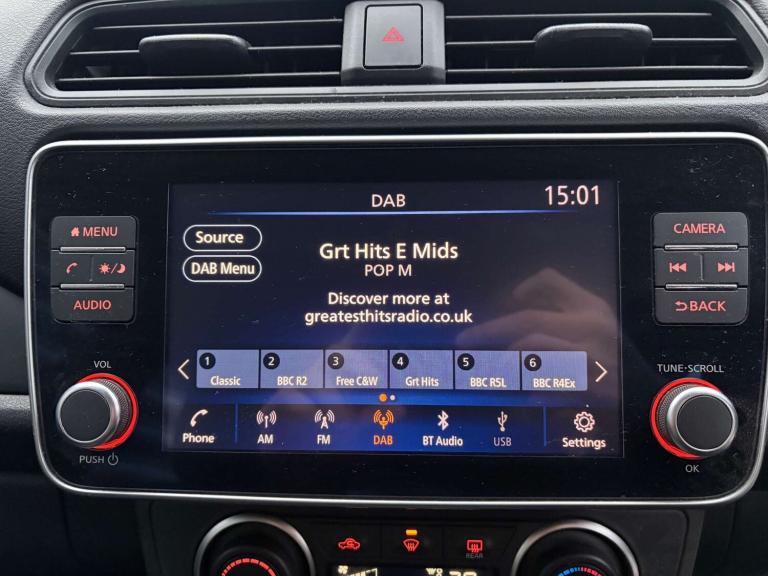 DAB
15:01
MENU
AUDIO
CAMERA
BACK
Source
DAB Menu
Grt Hits E Mids
POP M
Discover more at
greatesthitsradio.co.uk
1 2 3 4 5 6
Classic BBC R2 Free C&W Grt Hits BBC R5L BBC R4Ex
VOL
PUSH
TUNE·SCROLL
OK
Phone AM FM DAB BT Audio USB Settings
REAR